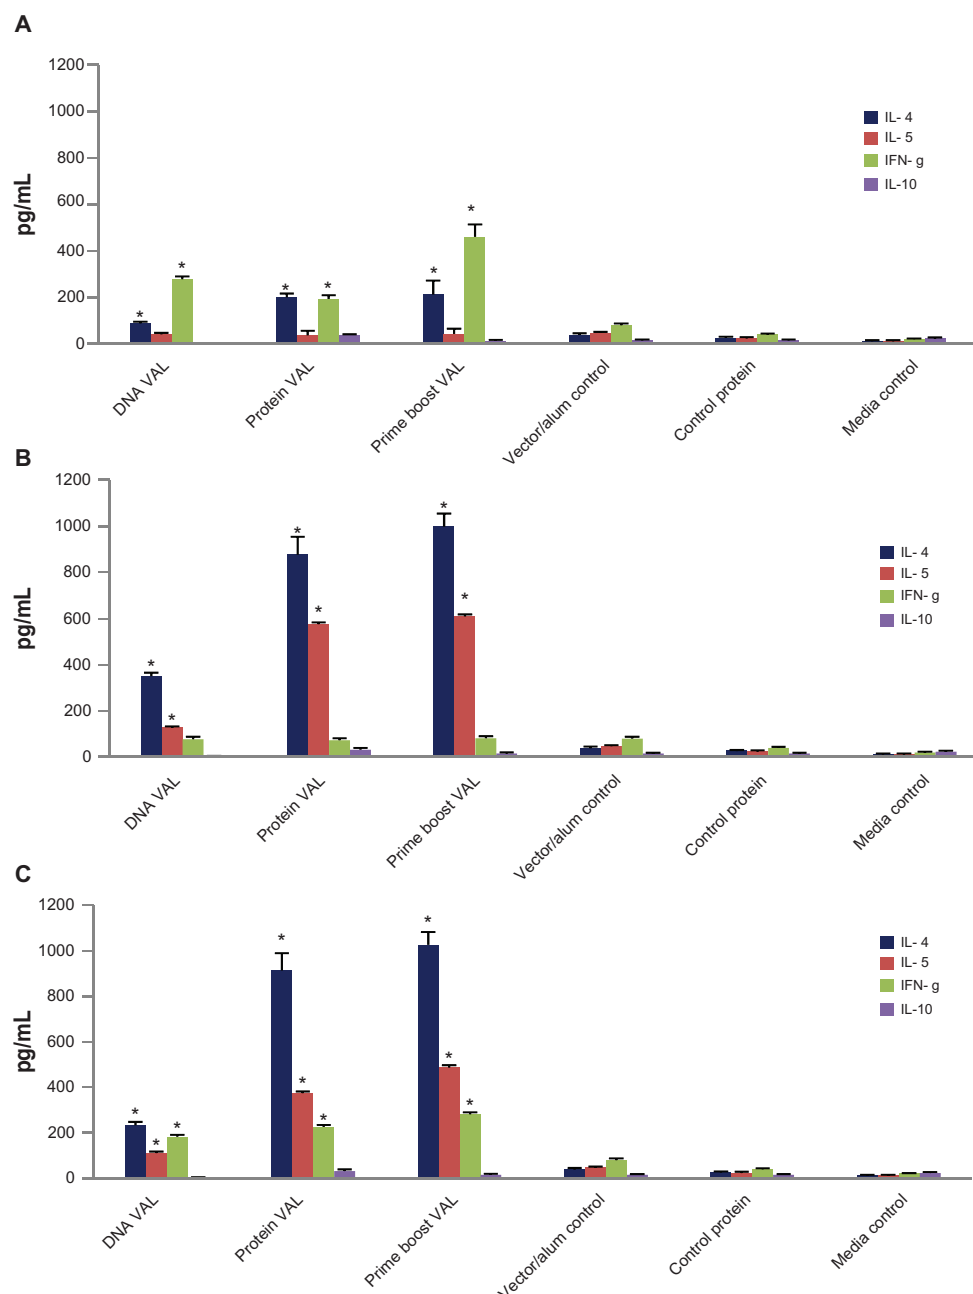 A
1200
1000
800
600
400
200
0
pg/mL
IL- 4
IL- 5
IFN- g
IL-10
* * * * * *
DNA VAL
Protein VAL
Prime boost VAL
Vector/alum control
Control protein
Media control
B
1200
1000
800
600
400
200
0
pg/mL
IL- 4
IL- 5
IFN- g
IL-10
* * * * * *
DNA VAL
Protein VAL
Prime boost VAL
Vector/alum control
Control protein
Media control
C
1200
1000
800
600
400
200
0
pg/mL
IL- 4
IL- 5
IFN- g
IL-10
* * * * * * * * *
DNA VAL
Protein VAL
Prime boost VAL
Vector/alum control
Control protein
Media control